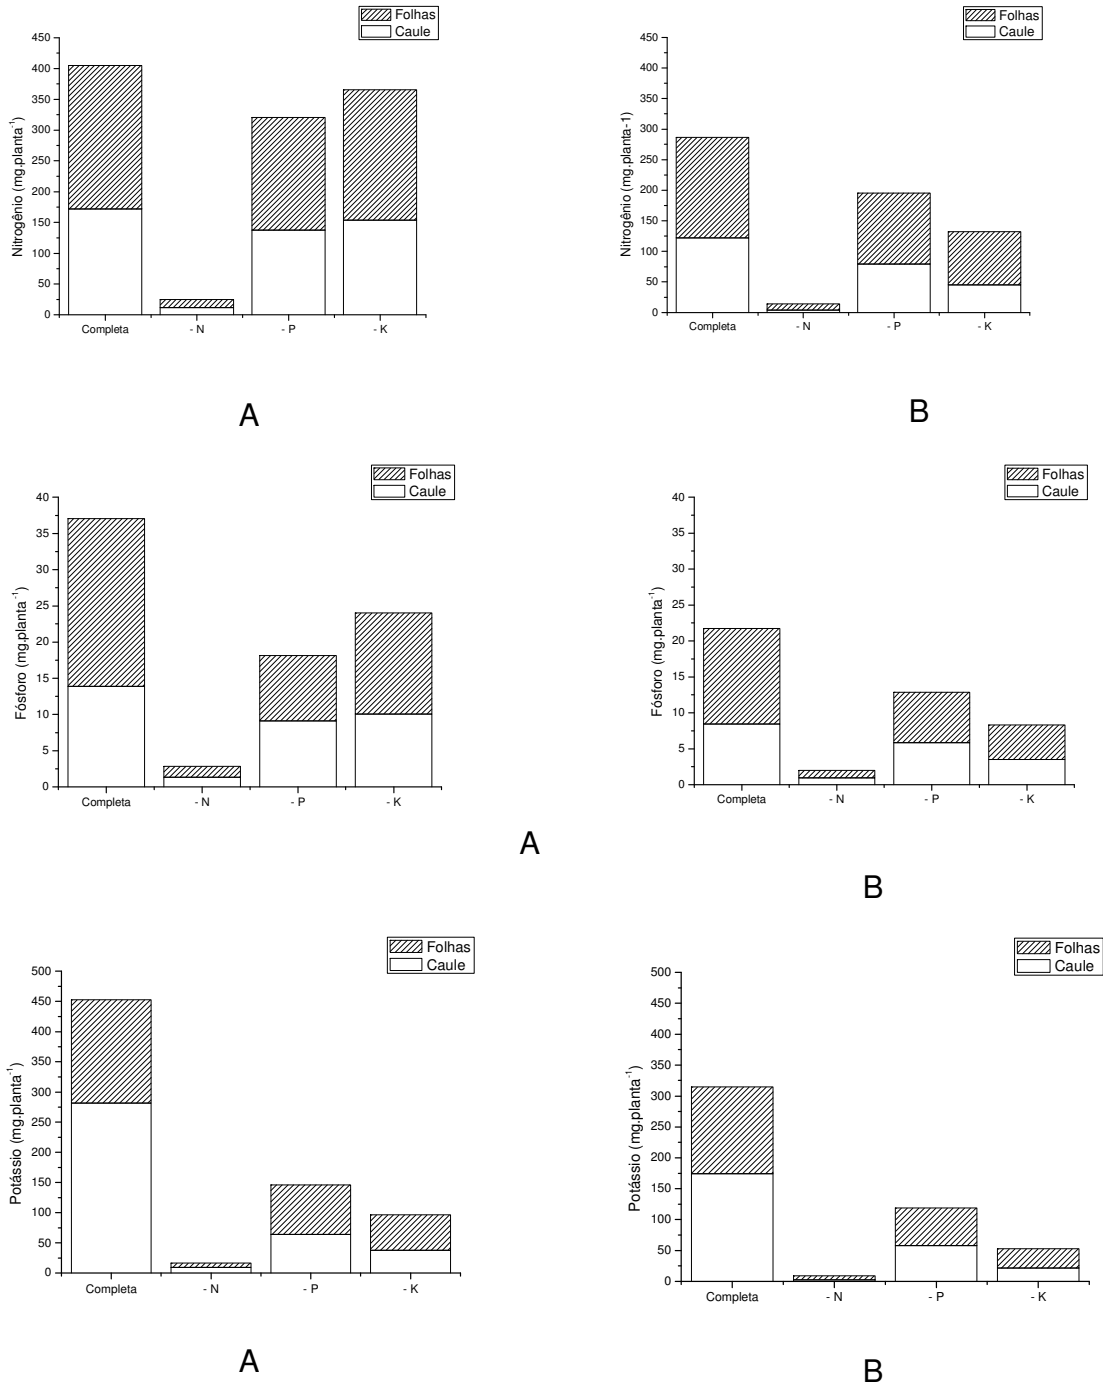 Folhas
Caule
Nitrogênio (mg.planta⁻¹)
450
400
350
300
250
200
150
100
50
0
Completa - N - P - K
A
Folhas
Caule
Nitrogênio (mg.planta-1)
450
400
350
300
250
200
150
100
50
0
Completa - N - P - K
B
Folhas
Caule
Fósforo (mg.planta⁻¹)
40
35
30
25
20
15
10
5
0
Completa - N - P - K
A
Folhas
Caule
Fósforo (mg.planta⁻¹)
40
35
30
25
20
15
10
5
0
Completa - N - P - K
B
Folhas
Caule
Potássio (mg.planta⁻¹)
500
450
400
350
300
250
200
150
100
50
0
Completa - N - P - K
A
Folhas
Caule
Potássio (mg.planta⁻¹)
500
450
400
350
300
250
200
150
100
50
0
Completa - N - P - K
B